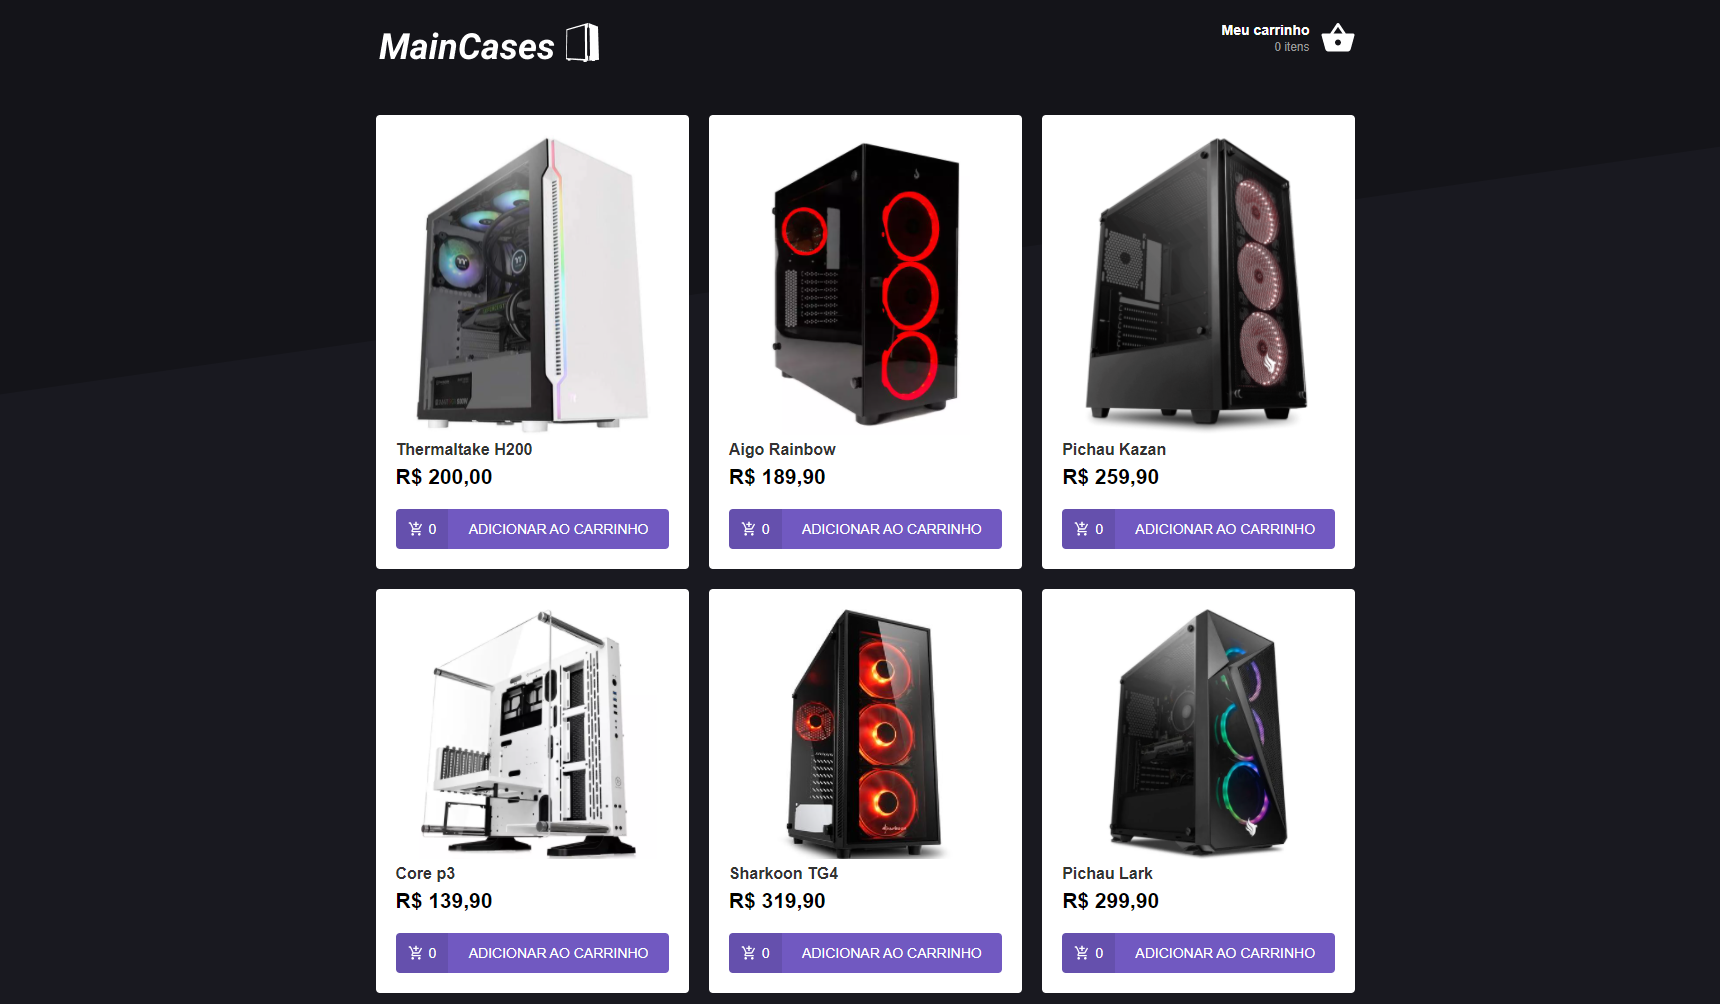 MainCases
Meu carrinho
0 itens
Thermaltake H200
R$ 200,00
0 ADICIONAR AO CARRINHO
Aigo Rainbow
R$ 189,90
0 ADICIONAR AO CARRINHO
Pichau Kazan
R$ 259,90
0 ADICIONAR AO CARRINHO
Core p3
R$ 139,90
0 ADICIONAR AO CARRINHO
Sharkoon TG4
R$ 319,90
0 ADICIONAR AO CARRINHO
Pichau Lark
R$ 299,90
0 ADICIONAR AO CARRINHO